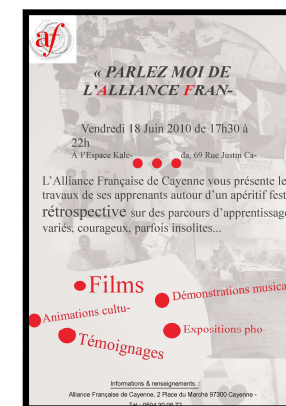 af
« PARLEZ MOI DE
L'ALLIANCE FRAN-
Vendredi 18 Juin 2010 de 17h30 à
22h
À l'Espace Kale- da, 69 Rue Justin Ca-
L'Alliance Française de Cayenne vous présente le
travaux de ses apprenants autour d'un apéritif fest
rétrospective sur des parcours d'apprentissage
variés, courageux, parfois insolites...
Films
Démonstrations musica
Animations cultu-
Expositions pho-
Témoignages
Informations & renseignements :
Alliance Française de Cayenne, 2 Place du Marché 97300 Cayenne -